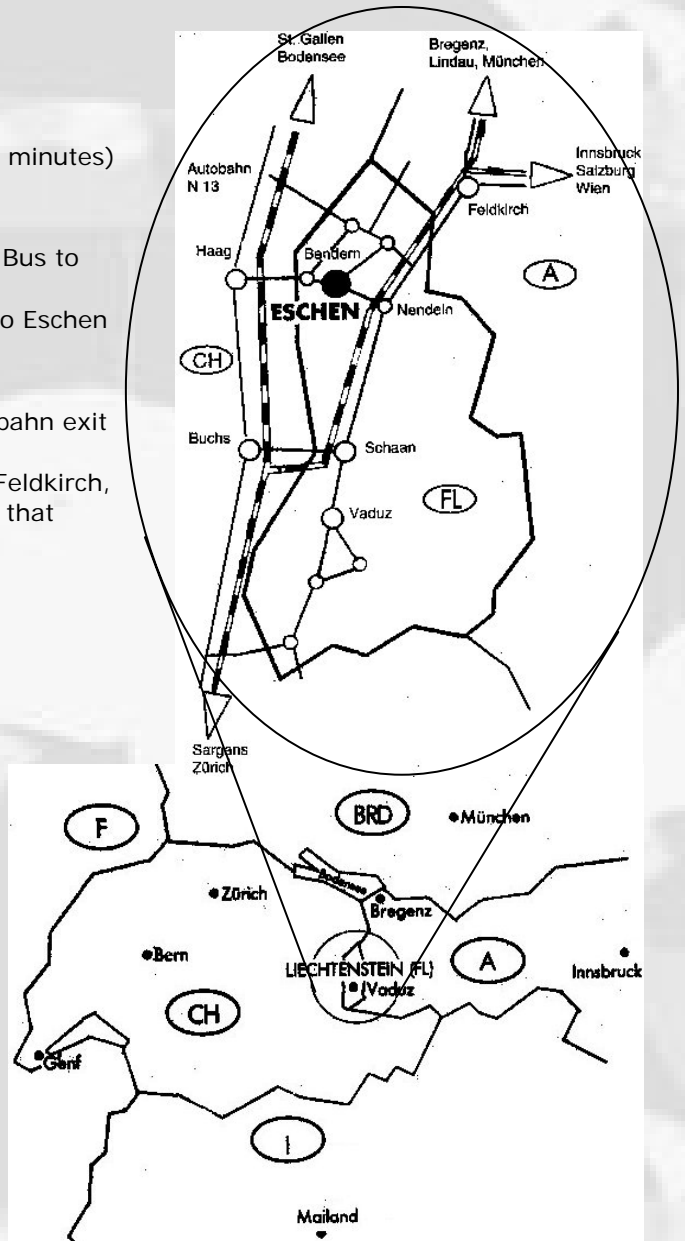 minutes)
Bus to
o Eschen
bahn exit
Feldkirch,
that
St. Gallen
Bodensee
Bregenz,
Lindau, München
Autobahn
N 13
Innsbruck
Salzburg
Wien
Feldkirch
Haag
Bendern
A
ESCHEN
Nendeln
CH
Buchs
Schaan
FL
Vaduz
Sargans
Zürich
F
BRD
München
Zürich
Bodensee
Bregenz
Bern
LIECHTENSTEIN (FL)
A
Innsbruck
Vaduz
CH
Genf
I
Mailand